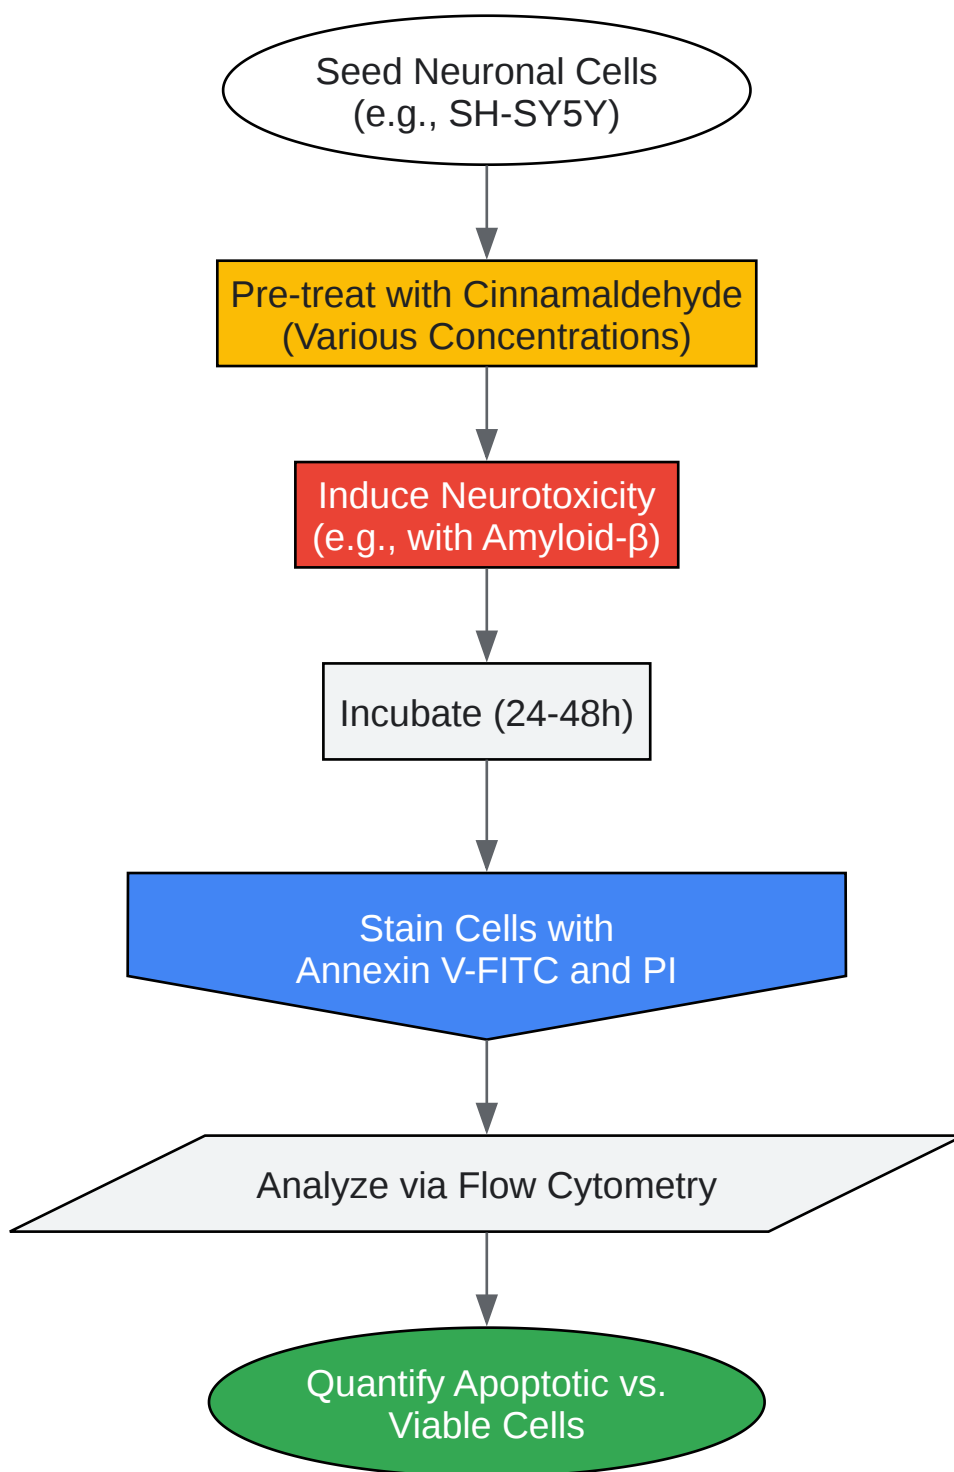 Seed Neuronal Cells
(e.g., SH-SY5Y)
Pre-treat with Cinnamaldehyde
(Various Concentrations)
Induce Neurotoxicity
(e.g., with Amyloid-β)
Incubate (24-48h)
Stain Cells with
Annexin V-FITC and PI
Analyze via Flow Cytometry
Quantify Apoptotic vs.
Viable Cells